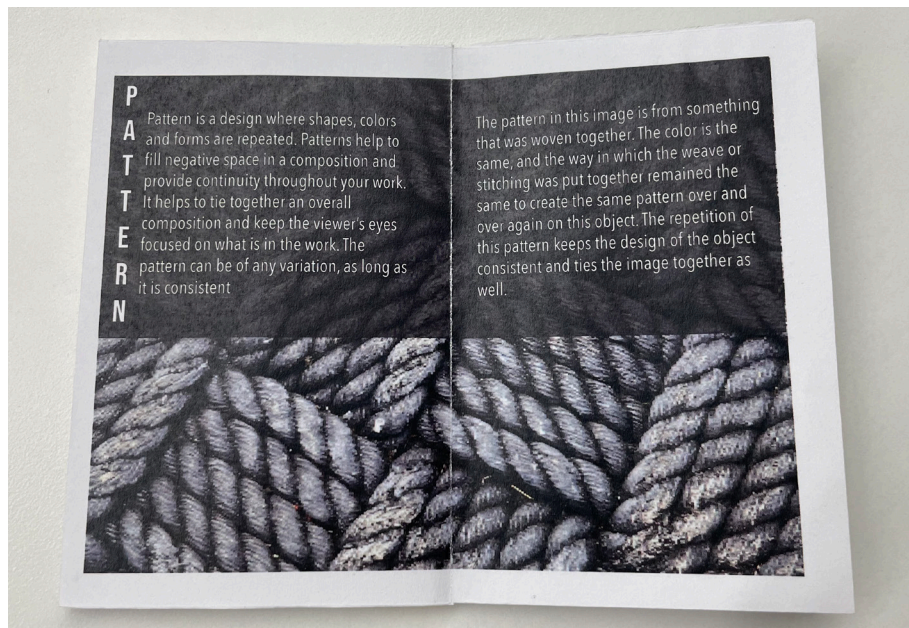 PATTERN
Pattern is a design where shapes, colors
and forms are repeated. Patterns help to
fill negative space in a composition and
provide continuity throughout your work.
It helps to tie together an overall
composition and keep the viewer's eyes
focused on what is in the work. The
pattern can be of any variation, as long as
it is consistent
The pattern in this image is from something
that was woven together. The color is the
same, and the way in which the weave or
stitching was put together remained the
same to create the same pattern over and
over again on this object. The repetition of
this pattern keeps the design of the object
consistent and ties the image together as
well.